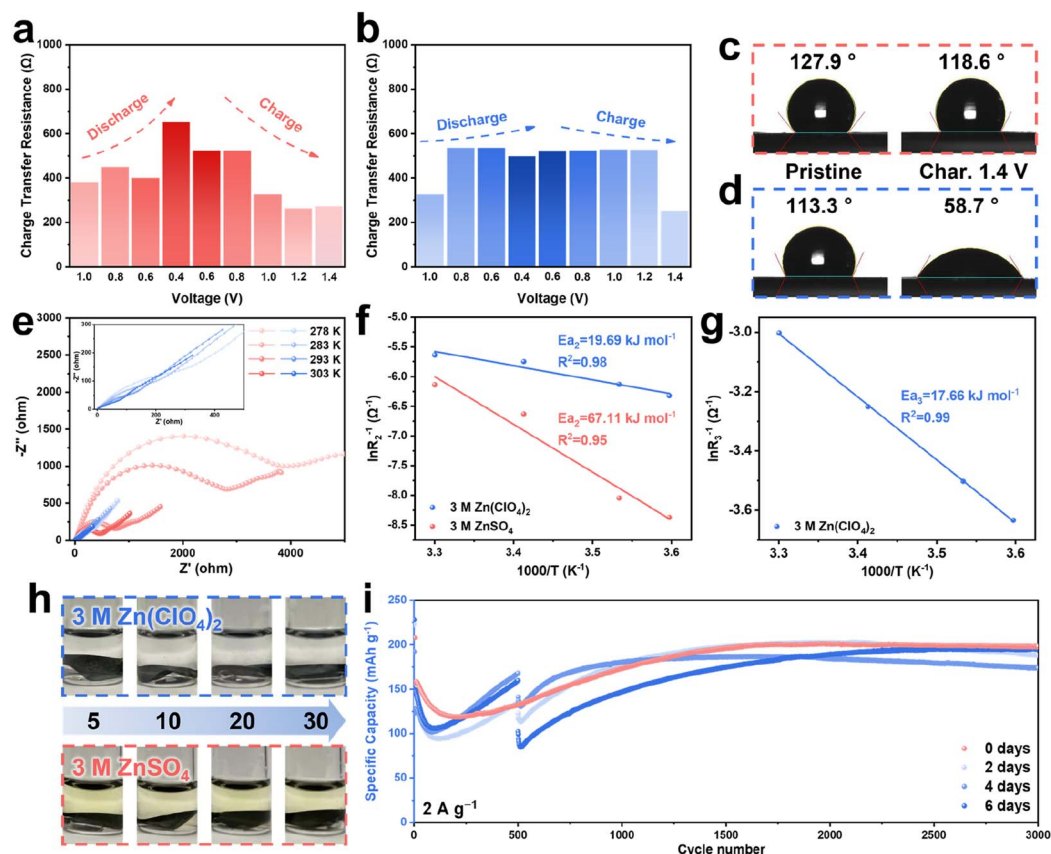 a
Charge Transfer Resistance (Ω)
1000
800
600
400
200
0
Discharge
Charge
1.0 0.8 0.6 0.4 0.6 0.8 1.0 1.2 1.4
Voltage (V)
b
Charge Transfer Resistance (Ω)
1000
800
600
400
200
0
Discharge
Charge
1.0 0.8 0.6 0.4 0.6 0.8 1.0 1.2 1.4
Voltage (V)
c
127.9 °
118.6 °
Pristine
Char. 1.4 V
d
113.3 °
58.7 °
e
-Z'' (ohm)
3000
2500
2000
1500
1000
500
0
-Z'' (ohm)
300
200
100
0
0 200 400
Z' (ohm)
278 K
283 K
293 K
303 K
0 2000 4000
Z' (ohm)
f
lnR₂⁻¹ (Ω⁻¹)
-5.0
-5.5
-6.0
-6.5
-7.0
-7.5
-8.0
-8.5
Ea₂=19.69 kJ mol⁻¹
R²=0.98
Ea₂=67.11 kJ mol⁻¹
R²=0.95
3 M Zn(ClO₄)₂
3 M ZnSO₄
3.3 3.4 3.5 3.6
1000/T (K⁻¹)
g
lnR₃⁻¹ (Ω⁻¹)
-3.0
-3.2
-3.4
-3.6
Ea₃=17.66 kJ mol⁻¹
R²=0.99
3 M Zn(ClO₄)₂
3.3 3.4 3.5 3.6
1000/T (K⁻¹)
h
3 M Zn(ClO₄)₂
5 10 20 30
3 M ZnSO₄
i
Specific Capacity (mAh g⁻¹)
250
200
150
100
50
0
0 days
2 days
4 days
6 days
2 A g⁻¹
0 500 1000 1500 2000 2500 3000
Cycle number